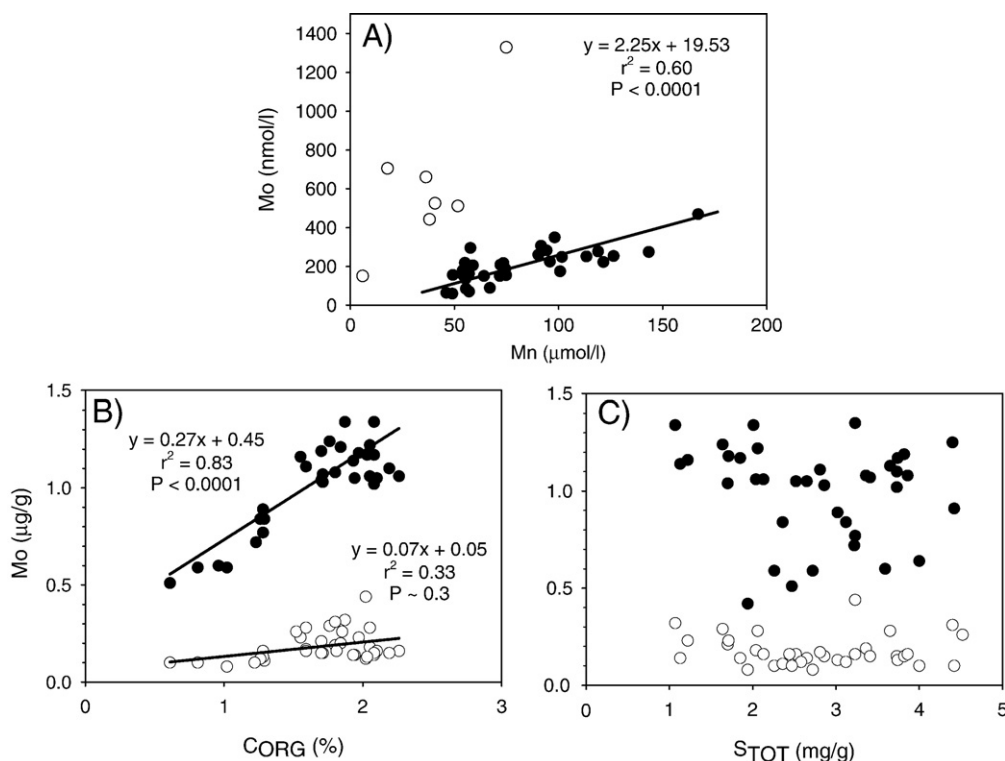 A)
y = 2.25x + 19.53
r² = 0.60
P < 0.0001
Mo (nmol/l)
1400
1200
1000
800
600
400
200
0
0 50 100 150 200
Mn (μmol/l)
B)
y = 0.27x + 0.45
r² = 0.83
P < 0.0001
y = 0.07x + 0.05
r² = 0.33
P ~ 0.3
Mo (μg/g)
1.5
1.0
0.5
0.0
0 1 2 3
CORG (%)
C)
1.5
1.0
0.5
0.0
0 1 2 3 4 5
STOT (mg/g)